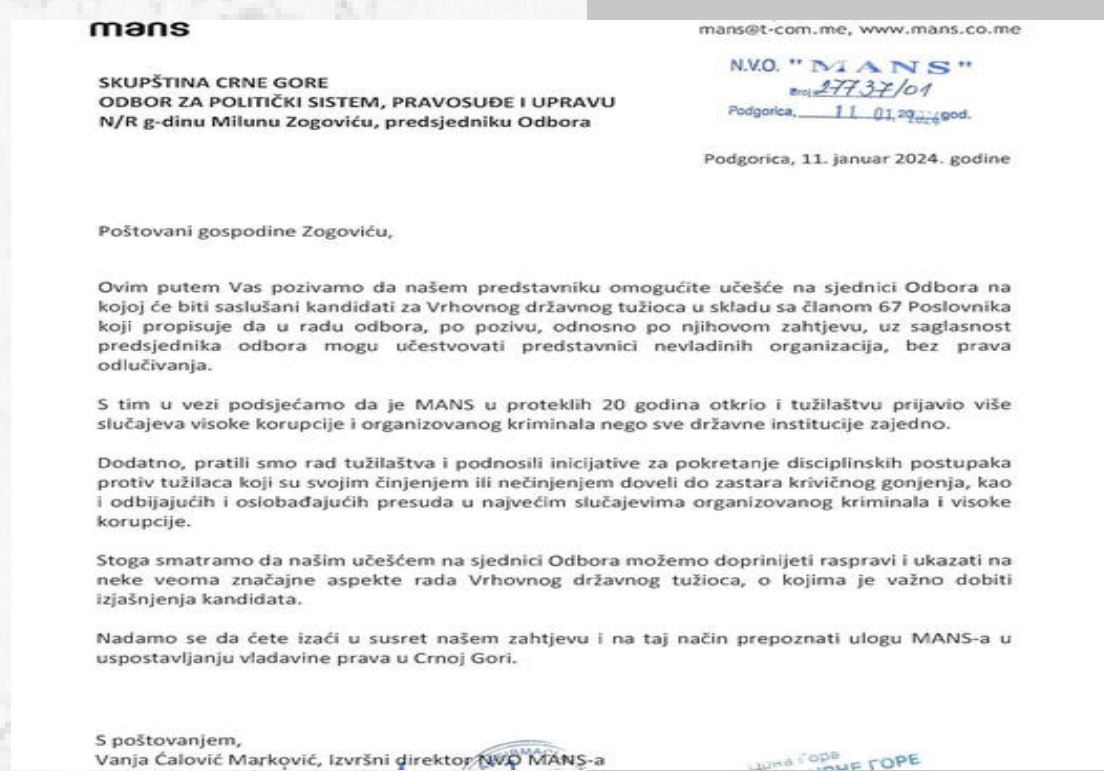 mans
mans@t-com.me, www.mans.co.me
N.V.O. "MANS"
Broj 27737/01
Podgorica, 11 01, 20 god.
SKUPŠTINA CRNE GORE
ODBOR ZA POLITIČKI SISTEM, PRAVOSUĐE I UPRAVU
N/R g-dinu Milunu Zogoviću, predsjedniku Odbora
Podgorica, 11. januar 2024. godine
Poštovani gospodine Zogoviću,
Ovim putem Vas pozivamo da našem predstavniku omogućite učešće na sjednici Odbora na
kojoj će biti saslušani kandidati za Vrhovnog državnog tužioca u skladu sa članom 67 Poslovnika
koji propisuje da u radu odbora, po pozivu, odnosno po njihovom zahtjevu, uz saglasnost
predsjednika odbora mogu učestvovati predstavnici nevladinih organizacija, bez prava
odlučivanja.
S tim u vezi podsjećamo da je MANS u proteklih 20 godina otkrio i tužilaštvu prijavio više
slučajeva visoke korupcije i organizovanog kriminala nego sve državne institucije zajedno.
Dodatno, pratili smo rad tužilaštva i podnosili inicijative za pokretanje disciplinskih postupaka
protiv tužilaca koji su svojim činjenjem ili nečinjenjem doveli do zastara krivičnog gonjenja, kao
i odbijajućih i oslobađajućih presuda u najvećim slučajevima organizovanog kriminala i visoke
korupcije.
Stoga smatramo da našim učešćem na sjednici Odbora možemo doprinijeti raspravi i ukazati na
neke veoma značajne aspekte rada Vrhovnog državnog tužioca, o kojima je važno dobiti
izjašnjenja kandidata.
Nadamo se da ćete izaći u susret našem zahtjevu i na taj način prepoznati ulogu MANS-a u
uspostavljanju vladavine prava u Crnoj Gori.
S poštovanjem,
Vanja Ćalović Marković, Izvršni direktor NVO MANS-a
Гора
ГОРЕ